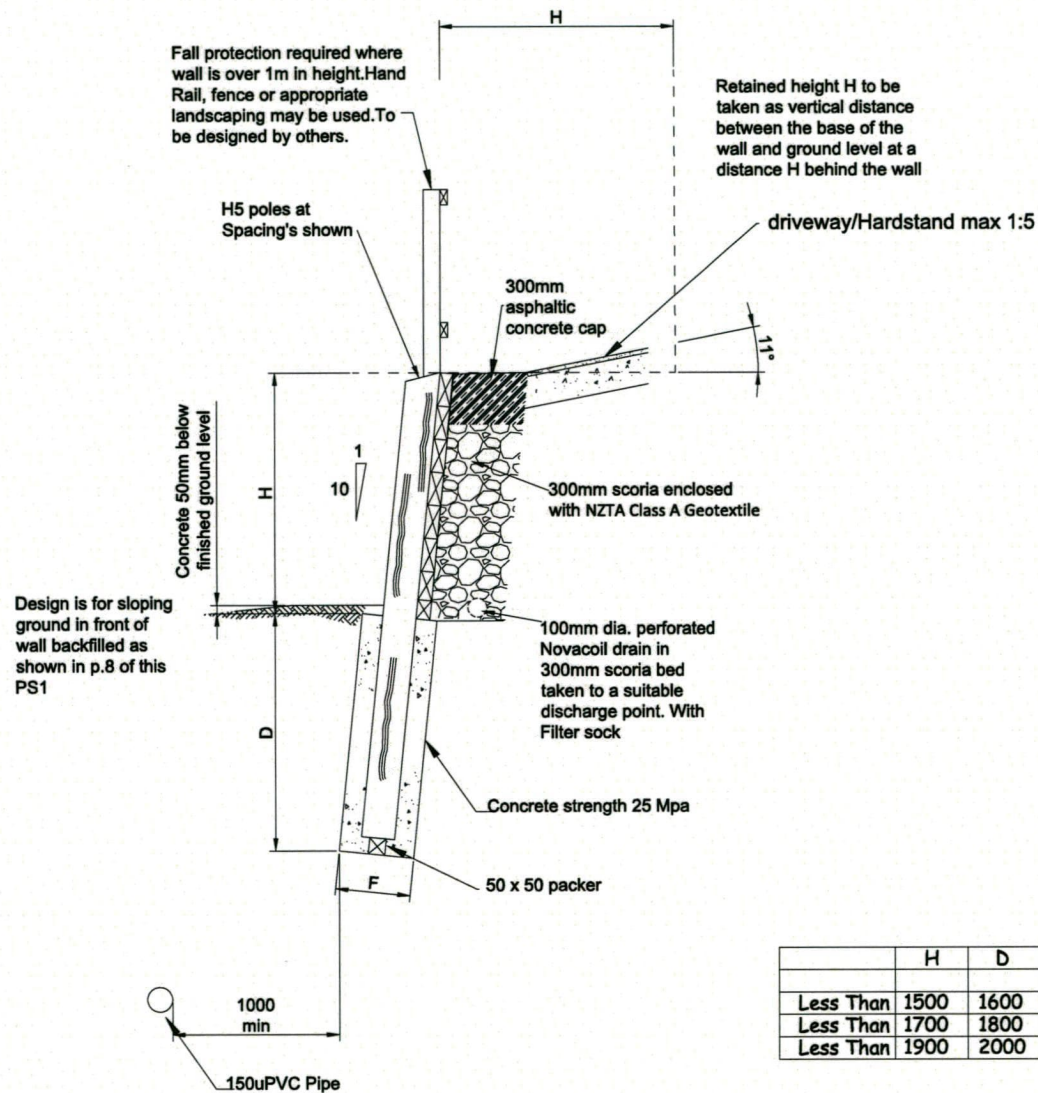 H
Fall protection required where
wall is over 1m in height.Hand
Rail, fence or appropriate
landscaping may be used.To
be designed by others.
Retained height H to be
taken as vertical distance
between the base of the
wall and ground level at a
distance H behind the wall
H5 poles at
Spacing's shown
driveway/Hardstand max 1:5
300mm
asphaltic
concrete cap
11°
Concrete 50mm below
finished ground level
H
1
10
300mm scoria enclosed
with NZTA Class A Geotextile
Design is for sloping
ground in front of
wall backfilled as
shown in p.8 of this
PS1
100mm dia. perforated
Novacoil drain in
300mm scoria bed
taken to a suitable
discharge point. With
Filter sock
D
Concrete strength 25 Mpa
F
50 x 50 packer
1000
min
150uPVC Pipe
H D
Less Than 1500 1600
Less Than 1700 1800
Less Than 1900 2000